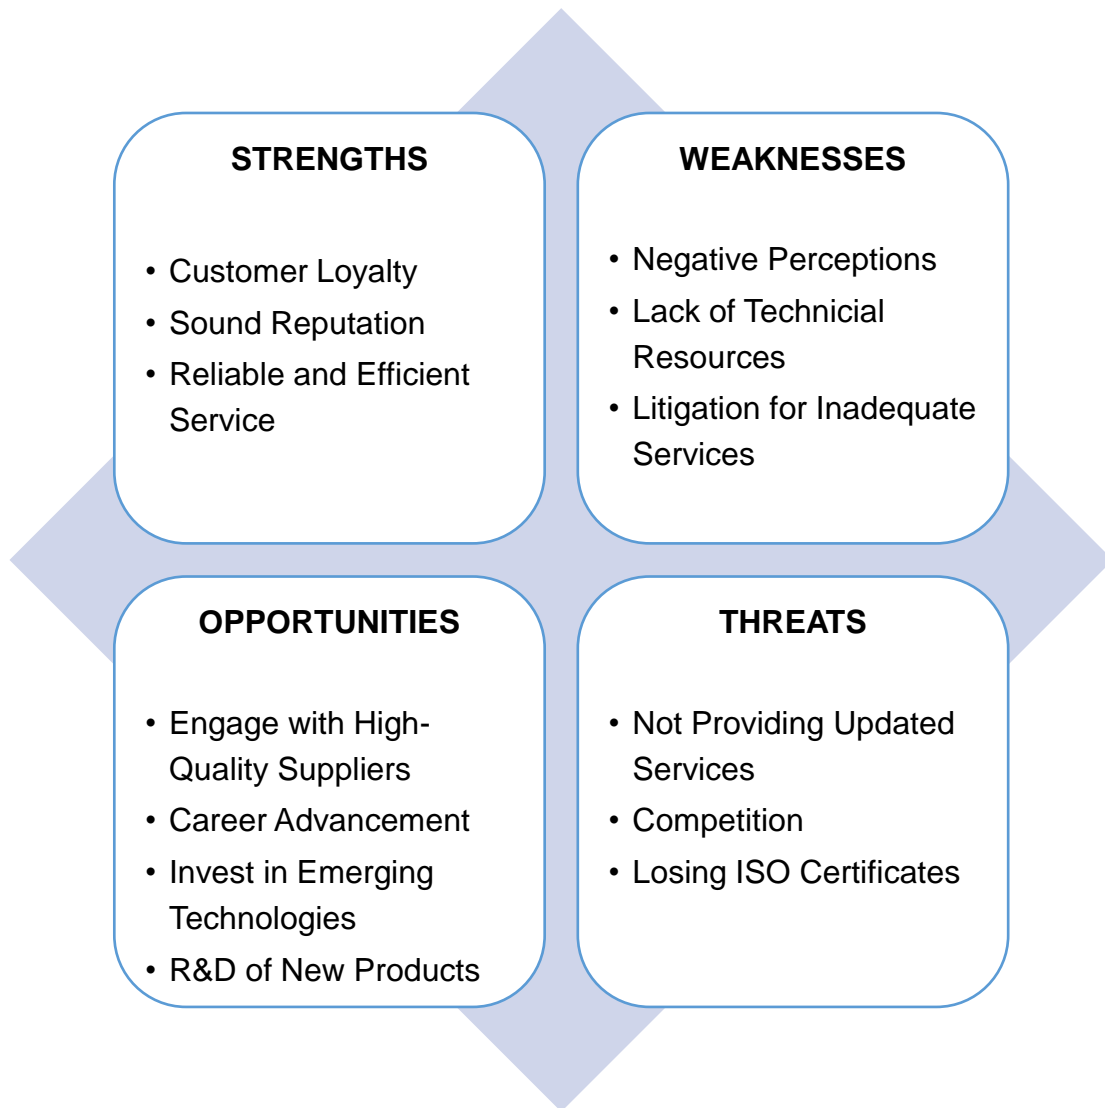 STRENGTHS
• Customer Loyalty
• Sound Reputation
• Reliable and Efficient
Service
WEAKNESSES
• Negative Perceptions
• Lack of Technicial
Resources
• Litigation for Inadequate
Services
OPPORTUNITIES
• Engage with High-
Quality Suppliers
• Career Advancement
• Invest in Emerging
Technologies
• R&D of New Products
THREATS
• Not Providing Updated
Services
• Competition
• Losing ISO Certificates